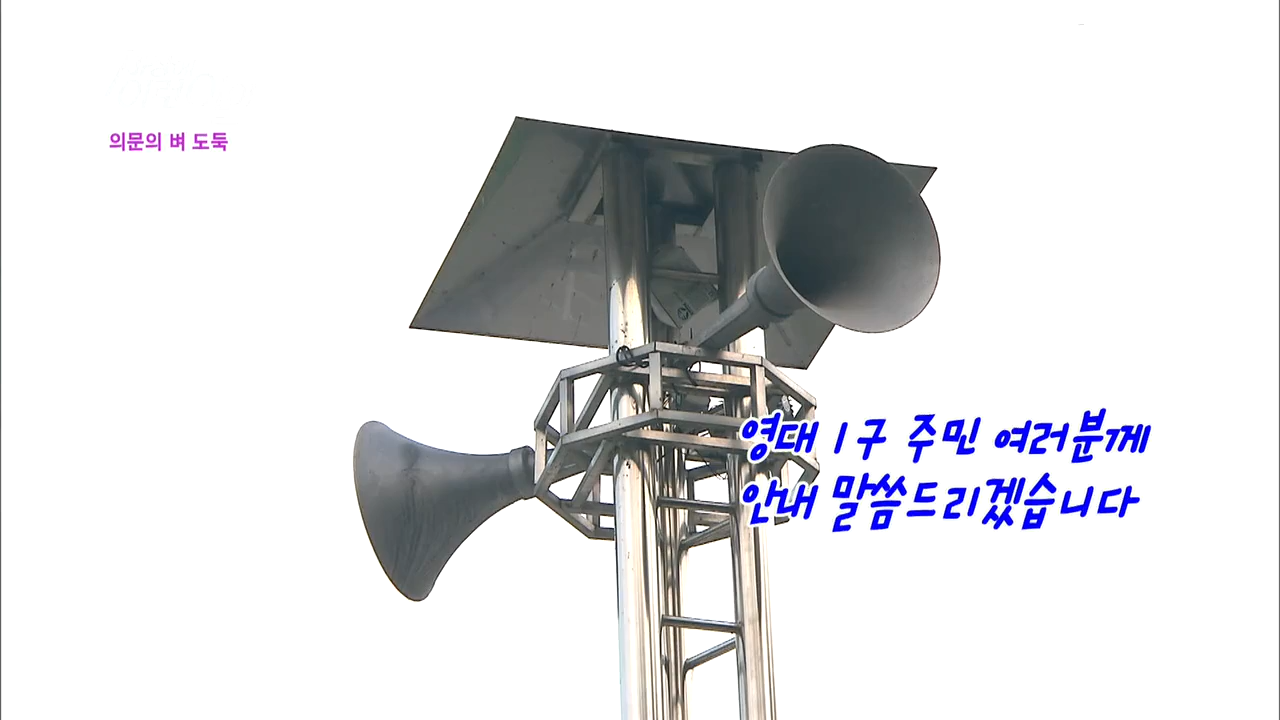 의문의 벼 도둑
영대 1구 주민 여러분께
안내 말씀드리겠습니다